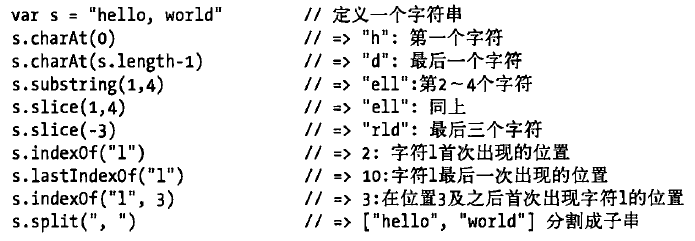 var s = "hello, world" // 定义一个字符串
s.charAt(0) // => "h": 第一个字符
s.charAt(s.length-1) // => "d": 最后一个字符
s.substring(1,4) // => "ell":第2~4个字符
s.slice(1,4) // => "ell": 同上
s.slice(-3) // => "rld": 最后三个字符
s.indexOf("l") // => 2: 字符l首次出现的位置
s.lastIndexOf("l") // => 10:字符l最后一次出现的位置
s.indexOf("l", 3) // => 3:在位置3及之后首次出现字符l的位置
s.split(", ") // => ["hello", "world"] 分割成子串